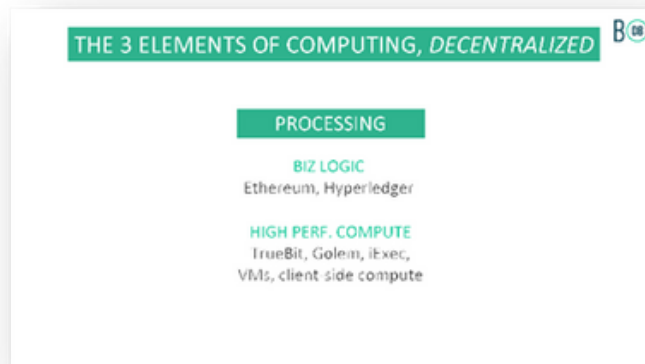 THE 3 ELEMENTS OF COMPUTING, DECENTRALIZED
B DB
PROCESSING
BIZ LOGIC
Ethereum, Hyperledger
HIGH PERF. COMPUTE
TrueBit, Golem, iExec,
VMs, client-side compute